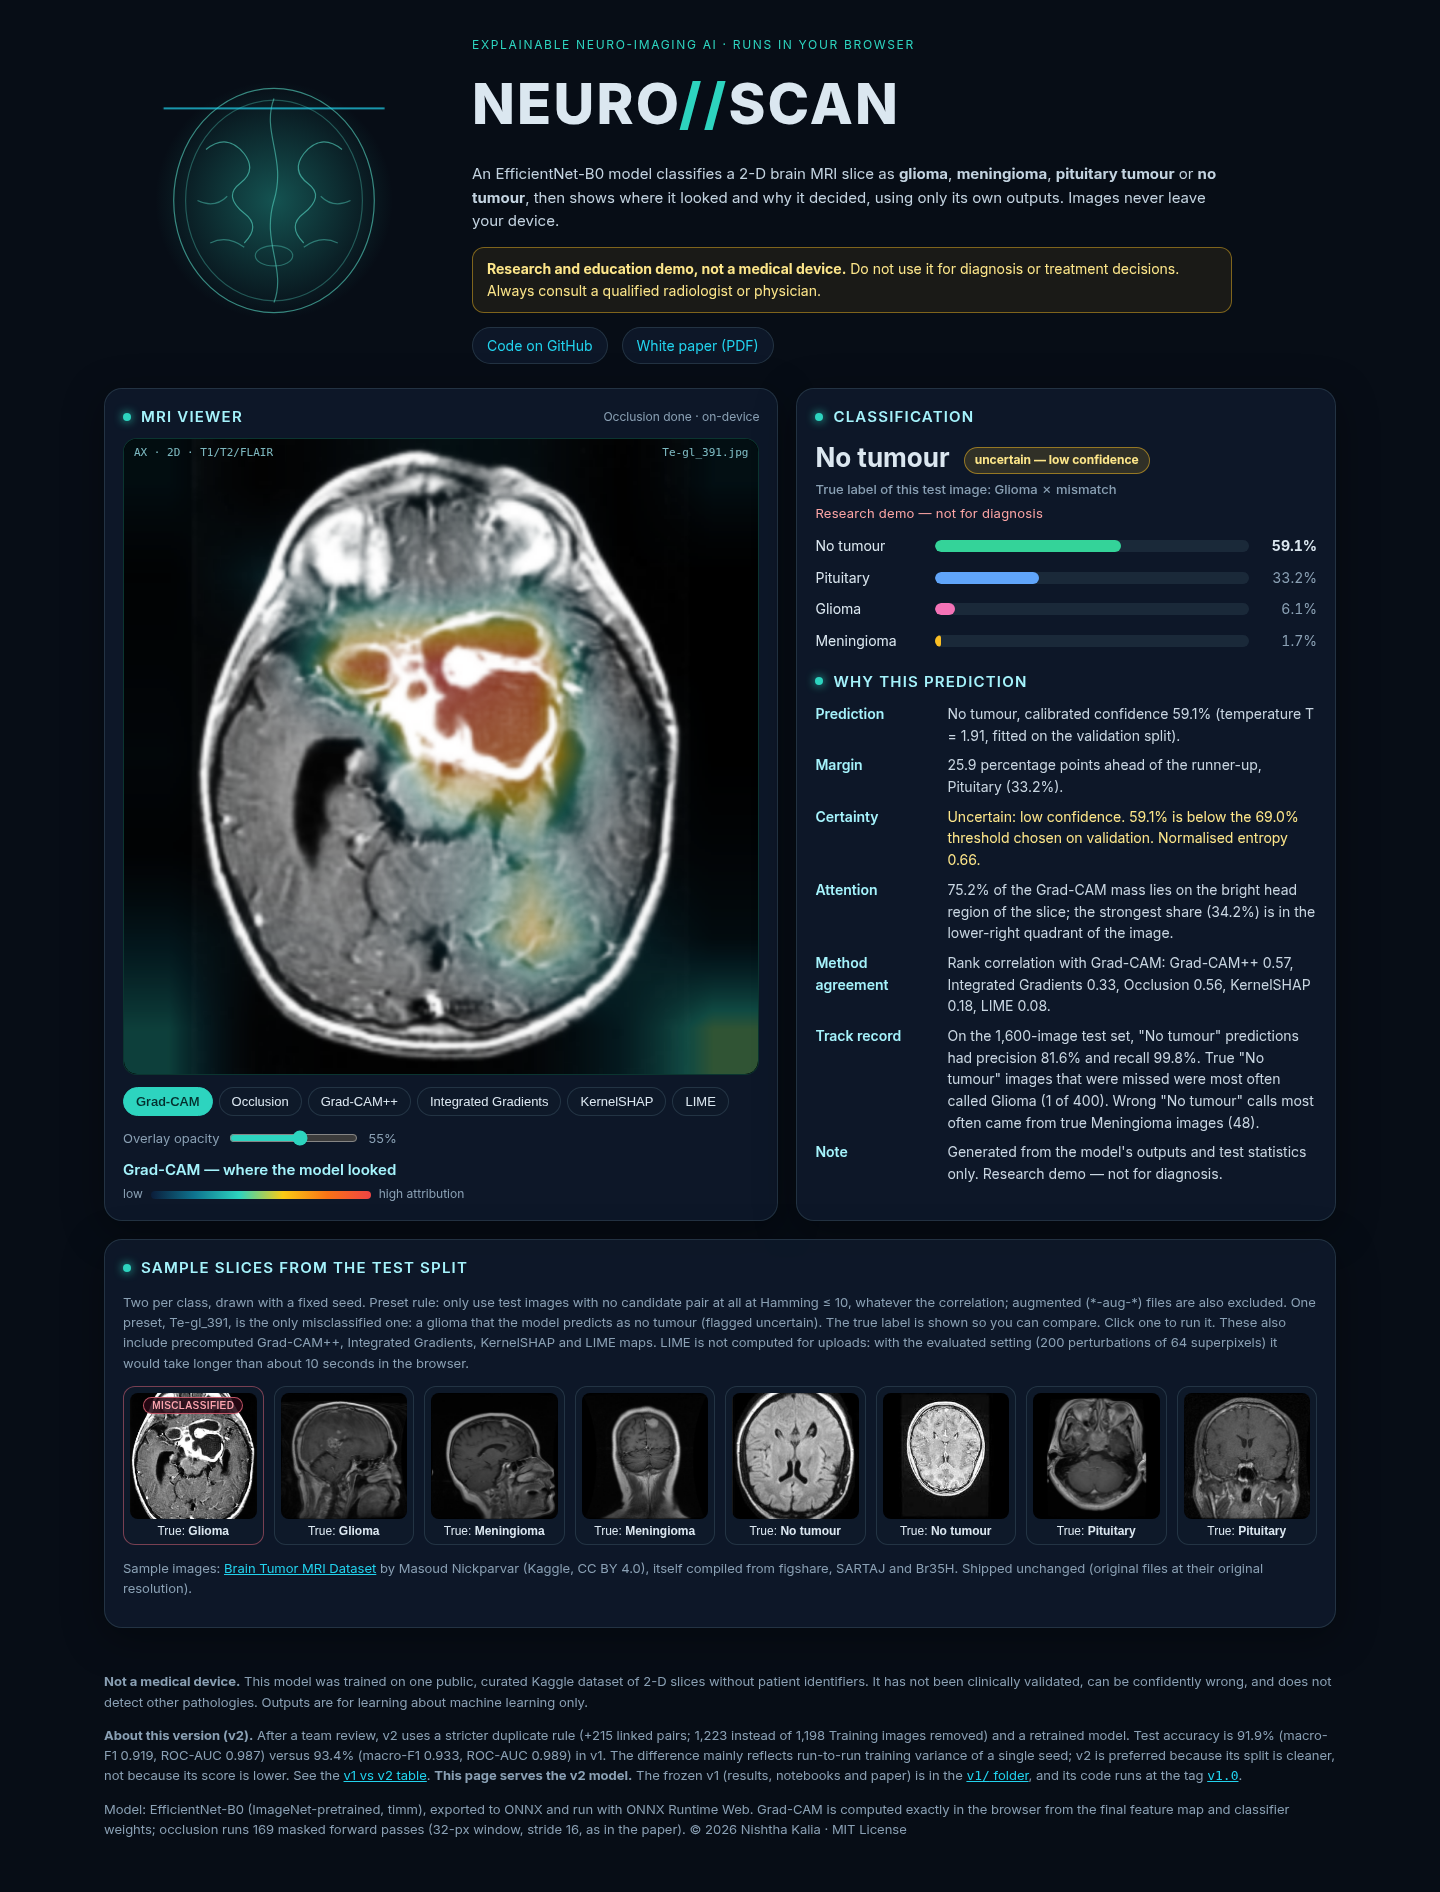 EXPLAINABLE NEURO-IMAGING AI · RUNS IN YOUR BROWSER
NEURO//SCAN
An EfficientNet-B0 model classifies a 2-D brain MRI slice as glioma, meningioma, pituitary tumour or no
tumour, then shows where it looked and why it decided, using only its own outputs. Images never leave
your device.
Research and education demo, not a medical device. Do not use it for diagnosis or treatment decisions.
Always consult a qualified radiologist or physician.
Code on GitHub
White paper (PDF)
MRI VIEWER
Occlusion done · on-device
AX · 2D · T1/T2/FLAIR
Te-gl_391.jpg
Grad-CAM
Occlusion
Grad-CAM++
Integrated Gradients
KernelSHAP
LIME
Overlay opacity
55%
Grad-CAM — where the model looked
low
high attribution
CLASSIFICATION
No tumour
uncertain — low confidence
True label of this test image: Glioma × mismatch
Research demo — not for diagnosis
No tumour 59.1%
Pituitary 33.2%
Glioma 6.1%
Meningioma 1.7%
WHY THIS PREDICTION
Prediction
No tumour, calibrated confidence 59.1% (temperature T
= 1.91, fitted on the validation split).
Margin
25.9 percentage points ahead of the runner-up,
Pituitary (33.2%).
Certainty
Uncertain: low confidence. 59.1% is below the 69.0%
threshold chosen on validation. Normalised entropy
0.66.
Attention
75.2% of the Grad-CAM mass lies on the bright head
region of the slice; the strongest share (34.2%) is in the
lower-right quadrant of the image.
Method
agreement
Rank correlation with Grad-CAM: Grad-CAM++ 0.57,
Integrated Gradients 0.33, Occlusion 0.56, KernelSHAP
0.18, LIME 0.08.
Track record
On the 1,600-image test set, "No tumour" predictions
had precision 81.6% and recall 99.8%. True "No
tumour" images that were missed were most often
called Glioma (1 of 400). Wrong "No tumour" calls most
often came from true Meningioma images (48).
Note
Generated from the model's outputs and test statistics
only. Research demo — not for diagnosis.
SAMPLE SLICES FROM THE TEST SPLIT
Two per class, drawn with a fixed seed. Preset rule: only use test images with no candidate pair at all at Hamming ≤ 10, whatever the correlation; augmented (*-aug-*) files are also excluded. One
preset, Te-gl_391, is the only misclassified one: a glioma that the model predicts as no tumour (flagged uncertain). The true label is shown so you can compare. Click one to run it. These also
include precomputed Grad-CAM++, Integrated Gradients, KernelSHAP and LIME maps. LIME is not computed for uploads: with the evaluated setting (200 perturbations of 64 superpixels) it
would take longer than about 10 seconds in the browser.
MISCLASSIFIED
True: Glioma
True: Glioma
True: Meningioma
True: Meningioma
True: No tumour
True: No tumour
True: Pituitary
True: Pituitary
Sample images: Brain Tumor MRI Dataset by Masoud Nickparvar (Kaggle, CC BY 4.0), itself compiled from figshare, SARTAJ and Br35H. Shipped unchanged (original files at their original
resolution).
Not a medical device. This model was trained on one public, curated Kaggle dataset of 2-D slices without patient identifiers. It has not been clinically validated, can be confidently wrong, and does not
detect other pathologies. Outputs are for learning about machine learning only.
About this version (v2). After a team review, v2 uses a stricter duplicate rule (+215 linked pairs; 1,223 instead of 1,198 Training images removed) and a retrained model. Test accuracy is 91.9% (macro-
F1 0.919, ROC-AUC 0.987) versus 93.4% (macro-F1 0.933, ROC-AUC 0.989) in v1. The difference mainly reflects run-to-run training variance of a single seed; v2 is preferred because its split is cleaner,
not because its score is lower. See the v1 vs v2 table. This page serves the v2 model. The frozen v1 (results, notebooks and paper) is in the v1/ folder, and its code runs at the tag v1.0.
Model: EfficientNet-B0 (ImageNet-pretrained, timm), exported to ONNX and run with ONNX Runtime Web. Grad-CAM is computed exactly in the browser from the final feature map and classifier
weights; occlusion runs 169 masked forward passes (32-px window, stride 16, as in the paper). © 2026 Nishtha Kalia · MIT License